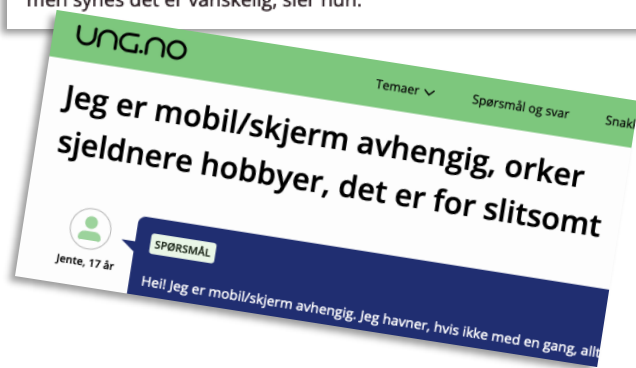 men synes det er vanskelig, sier hun.
UNG.NO
Temaer
Spørsmål og svar
Jeg er mobil/skjerm avhengig, orker
sjeldnere hobbyer, det er for slitsomt
SPØRSMÅL
Jente, 17 år
Hei! Jeg er mobil/skjerm avhengig. Jeg havner, hvis ikke med en gang,